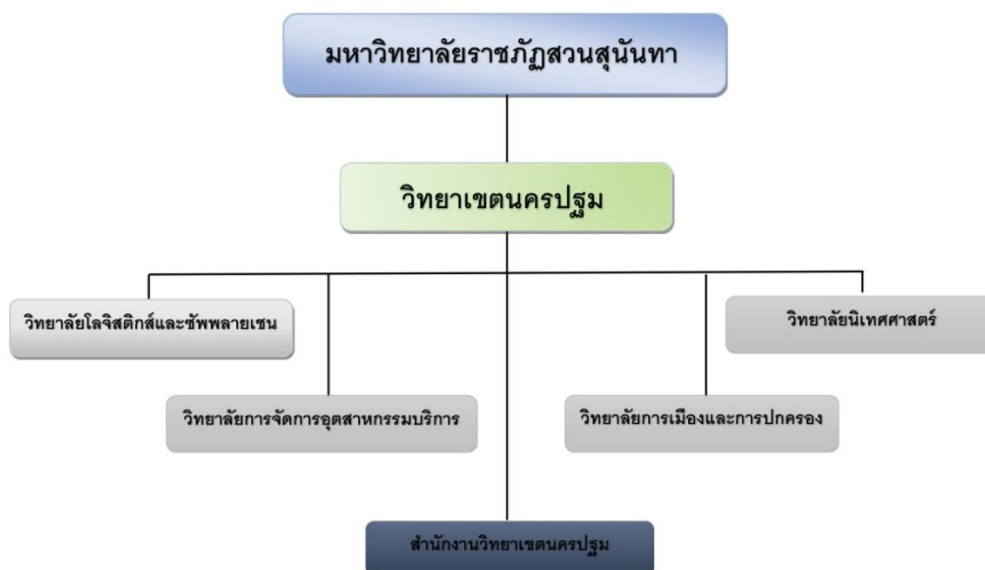 มหาวิทยาลัยราชภัฏสวนสุนันทา
วิทยาเขตนครปฐม
วิทยาลัยโลจิสติกส์และซัพพลายเชน
วิทยาลัยนิเทศศาสตร์
วิทยาลัยการจัดการอุตสาหกรรมบริการ
วิทยาลัยการเมืองและการปกครอง
สำนักงานวิทยาเขตนครปฐม